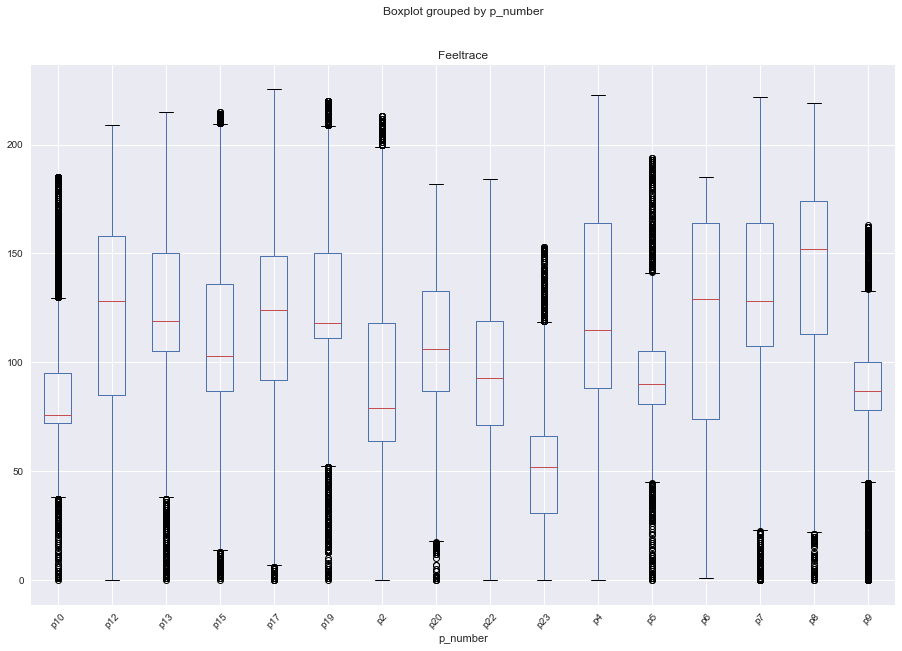 Boxplot grouped by p_number
Feeltrace
200
150
100
50
0
p10 p12 p13 p15 p17 p19 p2 p20 p22 p23 p4 p5 p6 p7 p8 p9
p_number